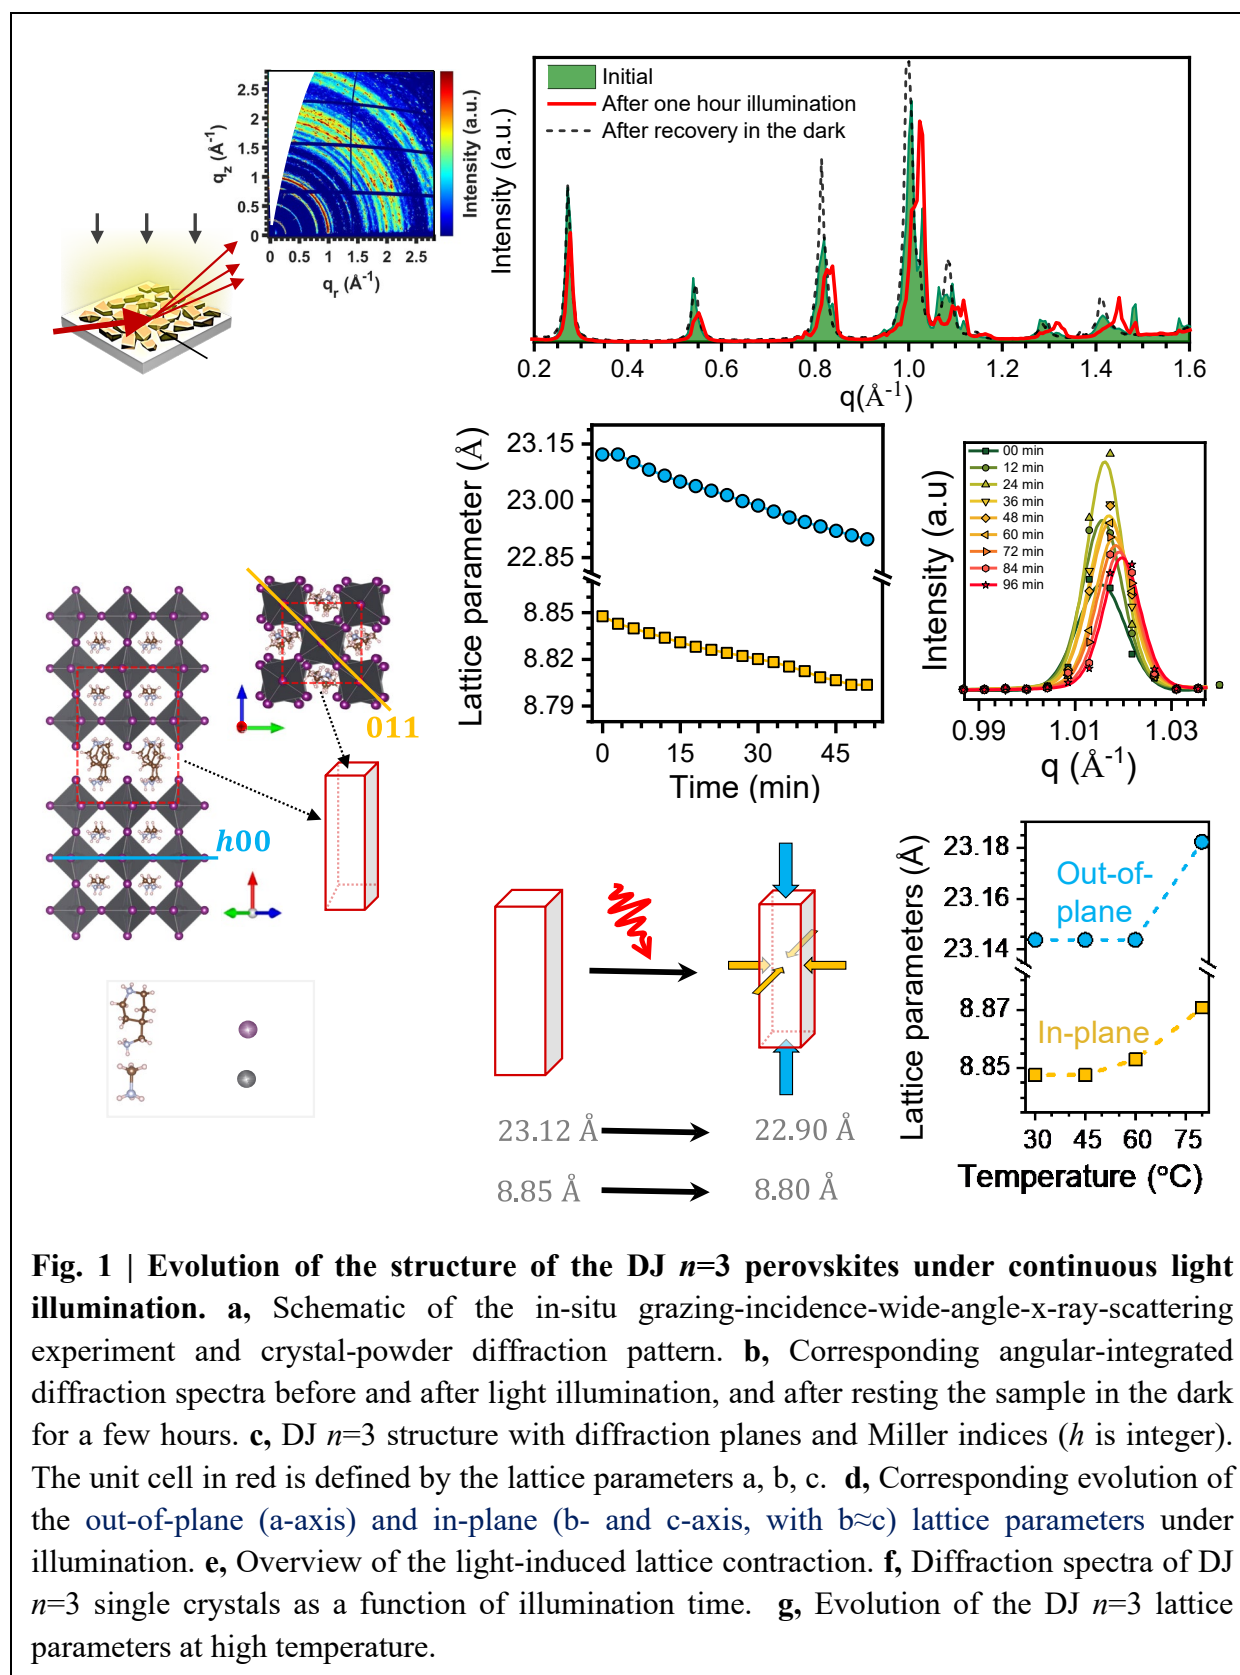 2.5
2.0
1.5
1.0
0.5
0
q_z (Å⁻¹)
0 0.5 1 1.5 2 2.5
q_r (Å⁻¹)
Intensity (a.u.)
Initial
After one hour illumination
After recovery in the dark
Intensity (a.u.)
0.2 0.4 0.6 0.8 1.0 1.2 1.4 1.6
q(Å⁻¹)
h00
011
23.15
23.00
22.85
8.85
8.82
8.79
Lattice parameter (Å)
0 15 30 45
Time (min)
00 min
12 min
24 min
36 min
48 min
60 min
72 min
84 min
96 min
Intensity (a.u)
0.99 1.01 1.03
q (Å⁻¹)
23.12 Å 22.90 Å
8.85 Å 8.80 Å
23.18
23.16
23.14
8.87
8.85
Lattice parameters (Å)
Out-of-
plane
In-plane
30 45 60 75
Temperature (°C)
Fig. 1 | Evolution of the structure of the DJ n=3 perovskites under continuous light
illumination. a, Schematic of the in-situ grazing-incidence-wide-angle-x-ray-scattering
experiment and crystal-powder diffraction pattern. b, Corresponding angular-integrated
diffraction spectra before and after light illumination, and after resting the sample in the dark
for a few hours. c, DJ n=3 structure with diffraction planes and Miller indices (h is integer).
The unit cell in red is defined by the lattice parameters a, b, c. d, Corresponding evolution of
the out-of-plane (a-axis) and in-plane (b- and c-axis, with b≈c) lattice parameters under
illumination. e, Overview of the light-induced lattice contraction. f, Diffraction spectra of DJ
n=3 single crystals as a function of illumination time. g, Evolution of the DJ n=3 lattice
parameters at high temperature.